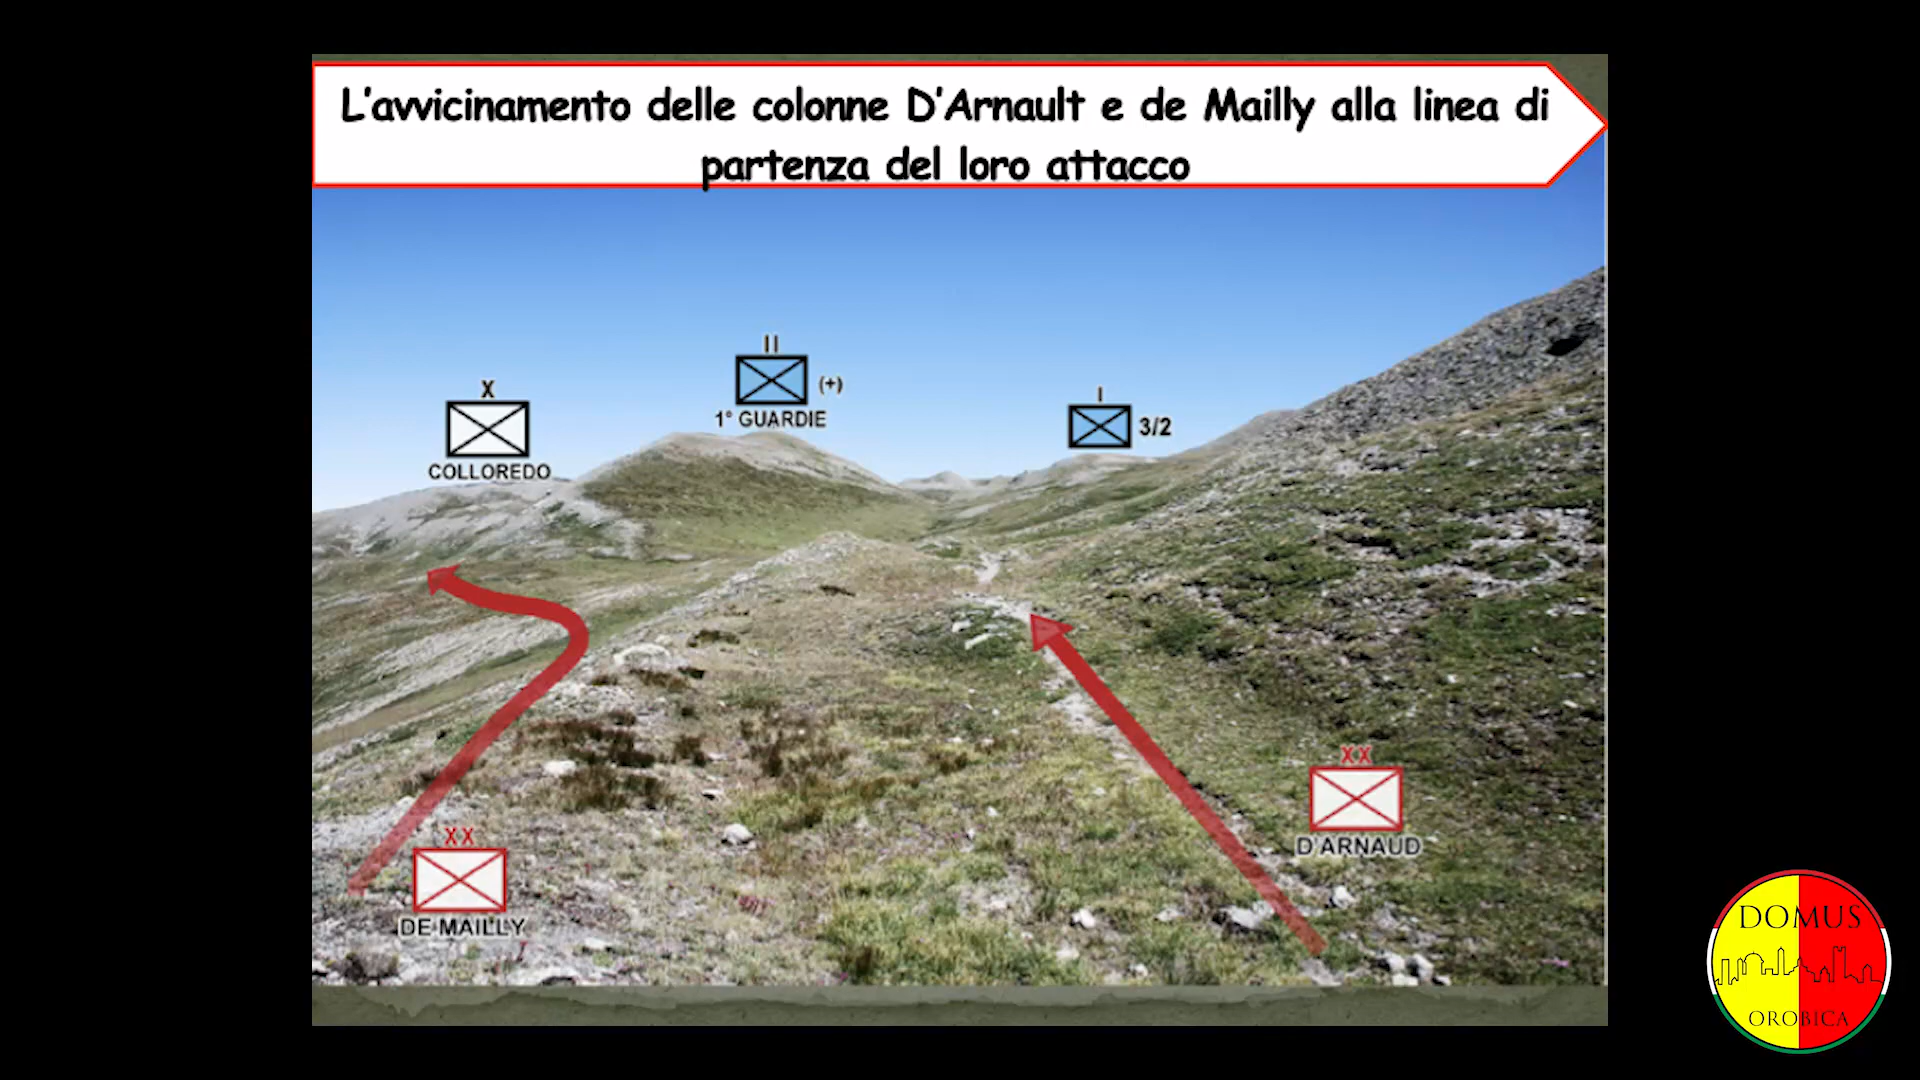 L'avvicinamento delle colonne D'Arnault e de Mailly alla linea di
partenza del loro attacco
II
(+)
1° GUARDIE
X
COLLOREDO
I
3/2
XX
D'ARNAUD
XX
DE MAILLY
DOMUS
OROBICA